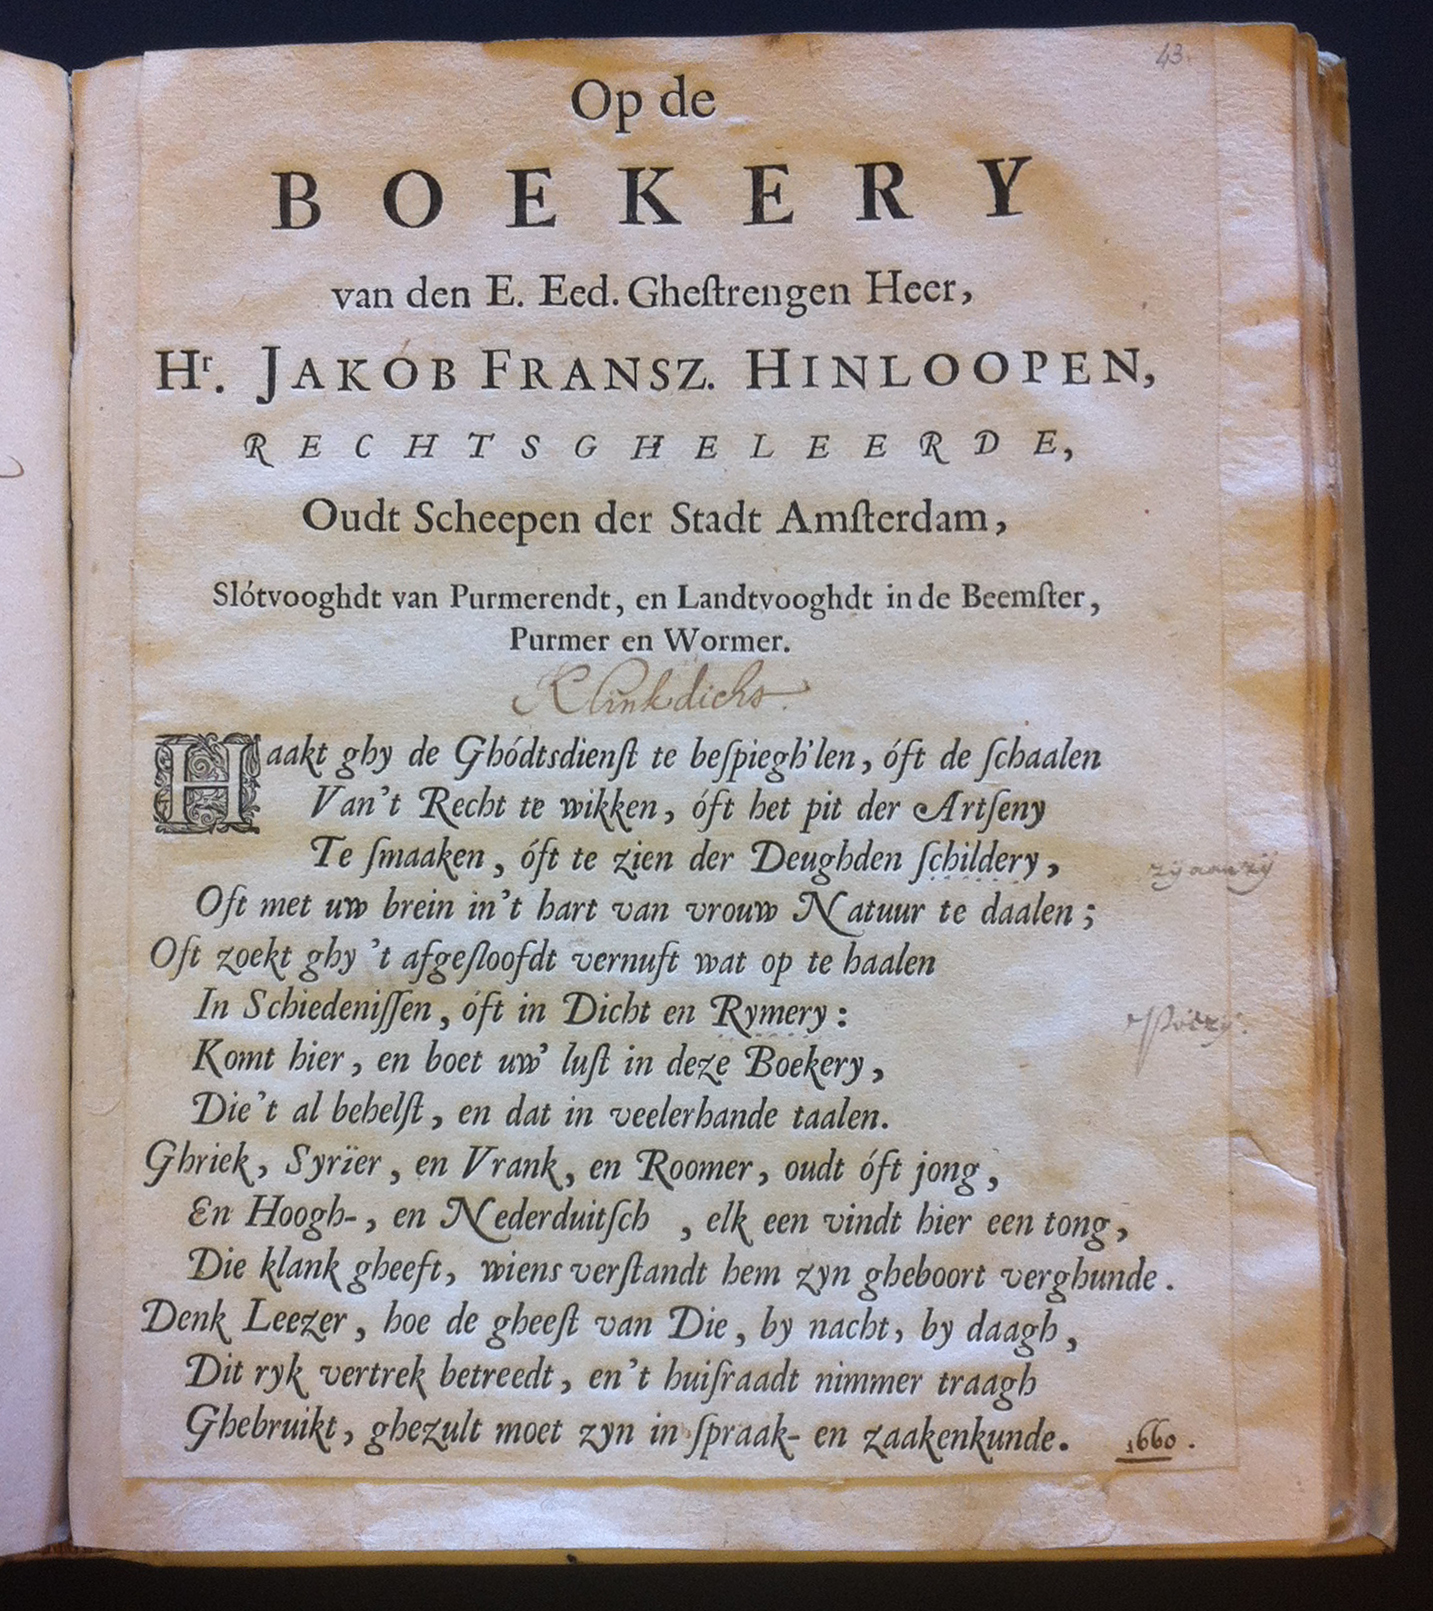 43.
Op de
BOEKERY
van den E. Eed. Gheſtrengen Heer,
Hr. JAKÓB FRANSZ. HINLOOPEN,
RECHTSGHELEERDE,
Oudt Scheepen der Stadt Amſterdam,
Slótvooghdt van Purmerendt, en Landtvooghdt in de Beemſter,
Purmer en Wormer.
Klinkdicht.
Haakt ghy de Ghódtsdienſt te beſpiegh'len, óft de ſchaalen
Van't Recht te wikken, óft het pit der Artſeny
Te ſmaaken, óft te zien der Deughden ſchildery,
Oft met uw brein in't hart van vrouw Natuur te daalen;
Oft zoekt ghy 't afgeſloofdt vernuft wat op te haalen
In Schiedeniſſen, óft in Dicht en Rymery:
Poëzy.
Komt hier, en boet uw' luſt in deze Boekery,
Die't al behelſt, en dat in veelerhande taalen.
Ghriek, Syrïer, en Vrank, en Roomer, oudt óft jong,
En Hoogh-, en Nederduitſch , elk een vindt hier een tong,
Die klank gheeft, wiens verſtandt hem zyn gheboort verghunde.
Denk Leezer, hoe de gheeſt van Die, by nacht, by daagh,
Dit ryk vertrek betreedt, en't huiſraadt nimmer traagh
Ghebruikt, ghezult moet zyn in ſpraak- en zaakenkunde.
1660.